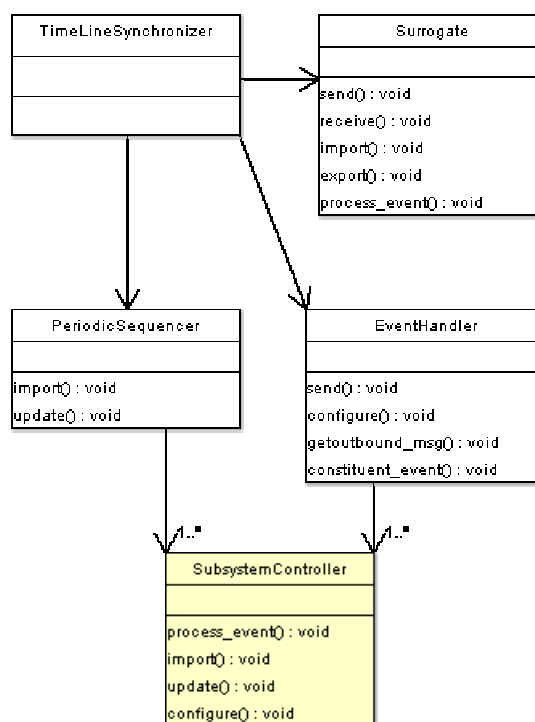 TimeLineSynchronizer
Surrogate
send() : void
receive() : void
import() : void
export() : void
process_event() : void
PeriodicSequencer
import() : void
update() : void
EventHandler
send() : void
configure() : void
getoutbound_msg() : void
constituent_event() : void
1..*
1..*
SubsystemController
process_event() : void
import() : void
update() : void
configure() : void